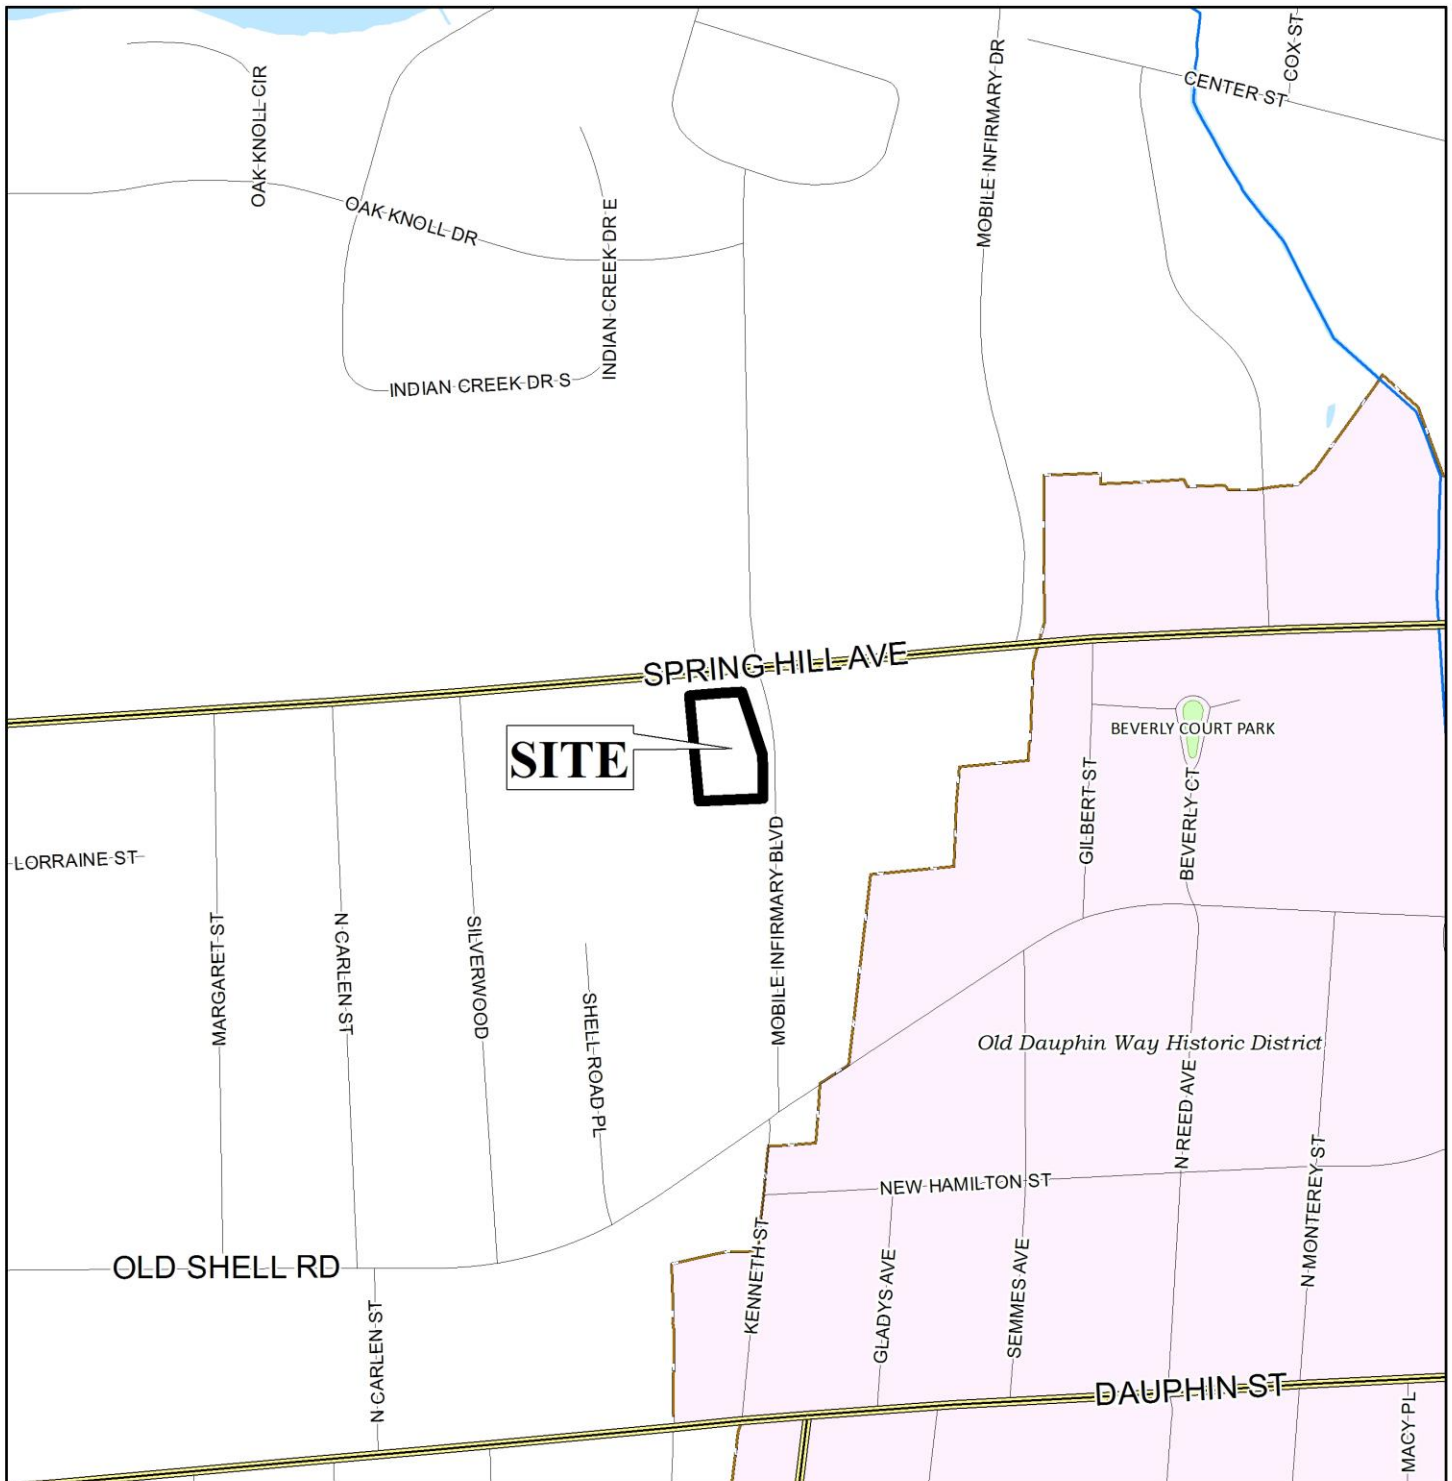 COX ST
OAK KNOLL CIR
MOBILE INFIRMARY DR
CENTER ST
OAK KNOLL DR
INDIAN CREEK DR E
INDIAN CREEK DR S
SPRING HILL AVE
BEVERLY COURT PARK
SITE
GILBERT ST
BEVERLY CT
LORRAINE ST
MOBILE INFIRMARY BLVD
MARGARET ST
N CARLEN ST
SILVERWOOD
SHELL ROAD PL
Old Dauphin Way Historic District
N REED AVE
NEW HAMILTON ST
N MONTEREY ST
OLD SHELL RD
KENNETH ST
GLADYS AVE
SEMMES AVE
N CARLEN ST
DAUPHIN ST
MACY PL